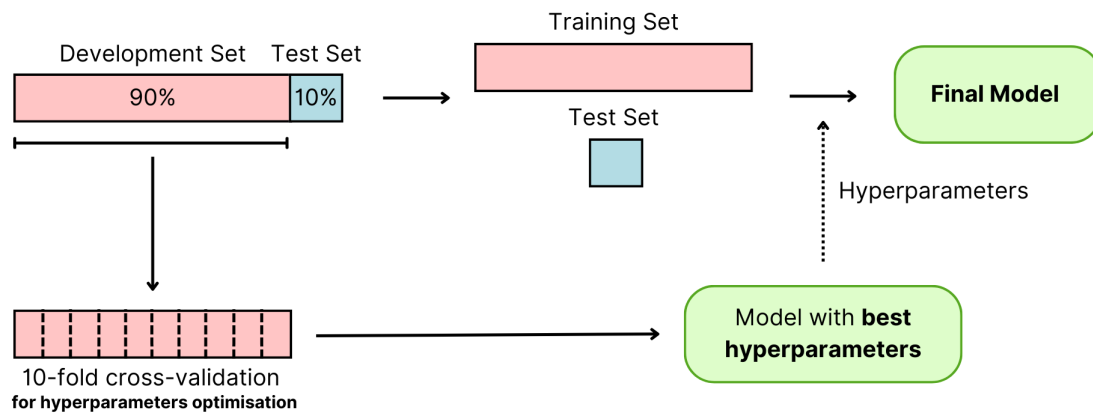 Training Set
Development Set
Test Set
90%
10%
Final Model
Test Set
Hyperparameters
Model with best
hyperparameters
10-fold cross-validation
for hyperparameters optimisation